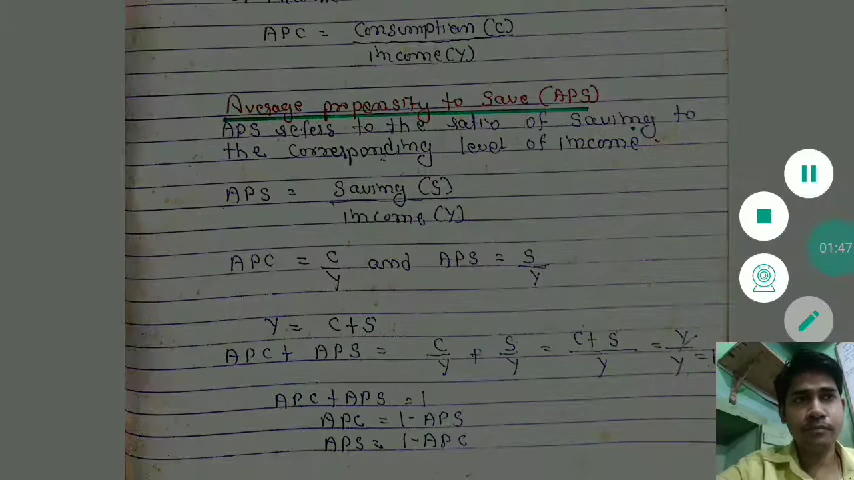 APC = Consumption (C)
Income (Y)
Average propensity to Save (APS)
APS refers to the ratio of Saving to
the corresponding level of income.
APS = Saving (S)
Income (Y)
APC = C/Y and APS = S/Y
Y = C+S
APC + APS = C/Y + S/Y = C+S/Y = Y/Y = 1
APC + APS = 1
APC = 1 - APS
APS = 1 - APC
01:47